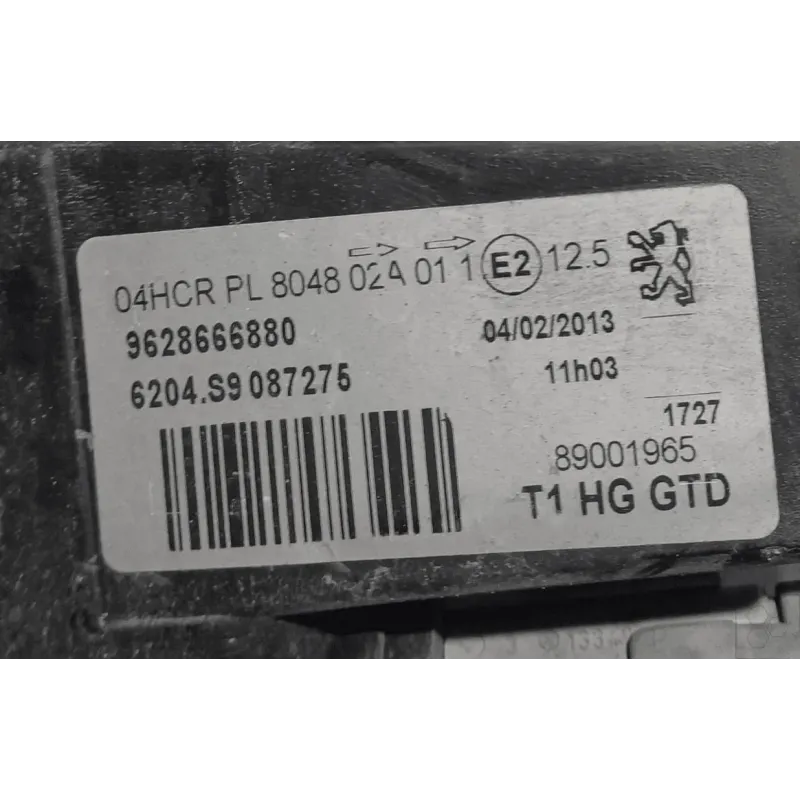 04HCR PL 8048 02A 01 1 E2 12.5
9628666880 04/02/2013
6204.S9 087275 11h03
1727
89001965
T1 HG GTD